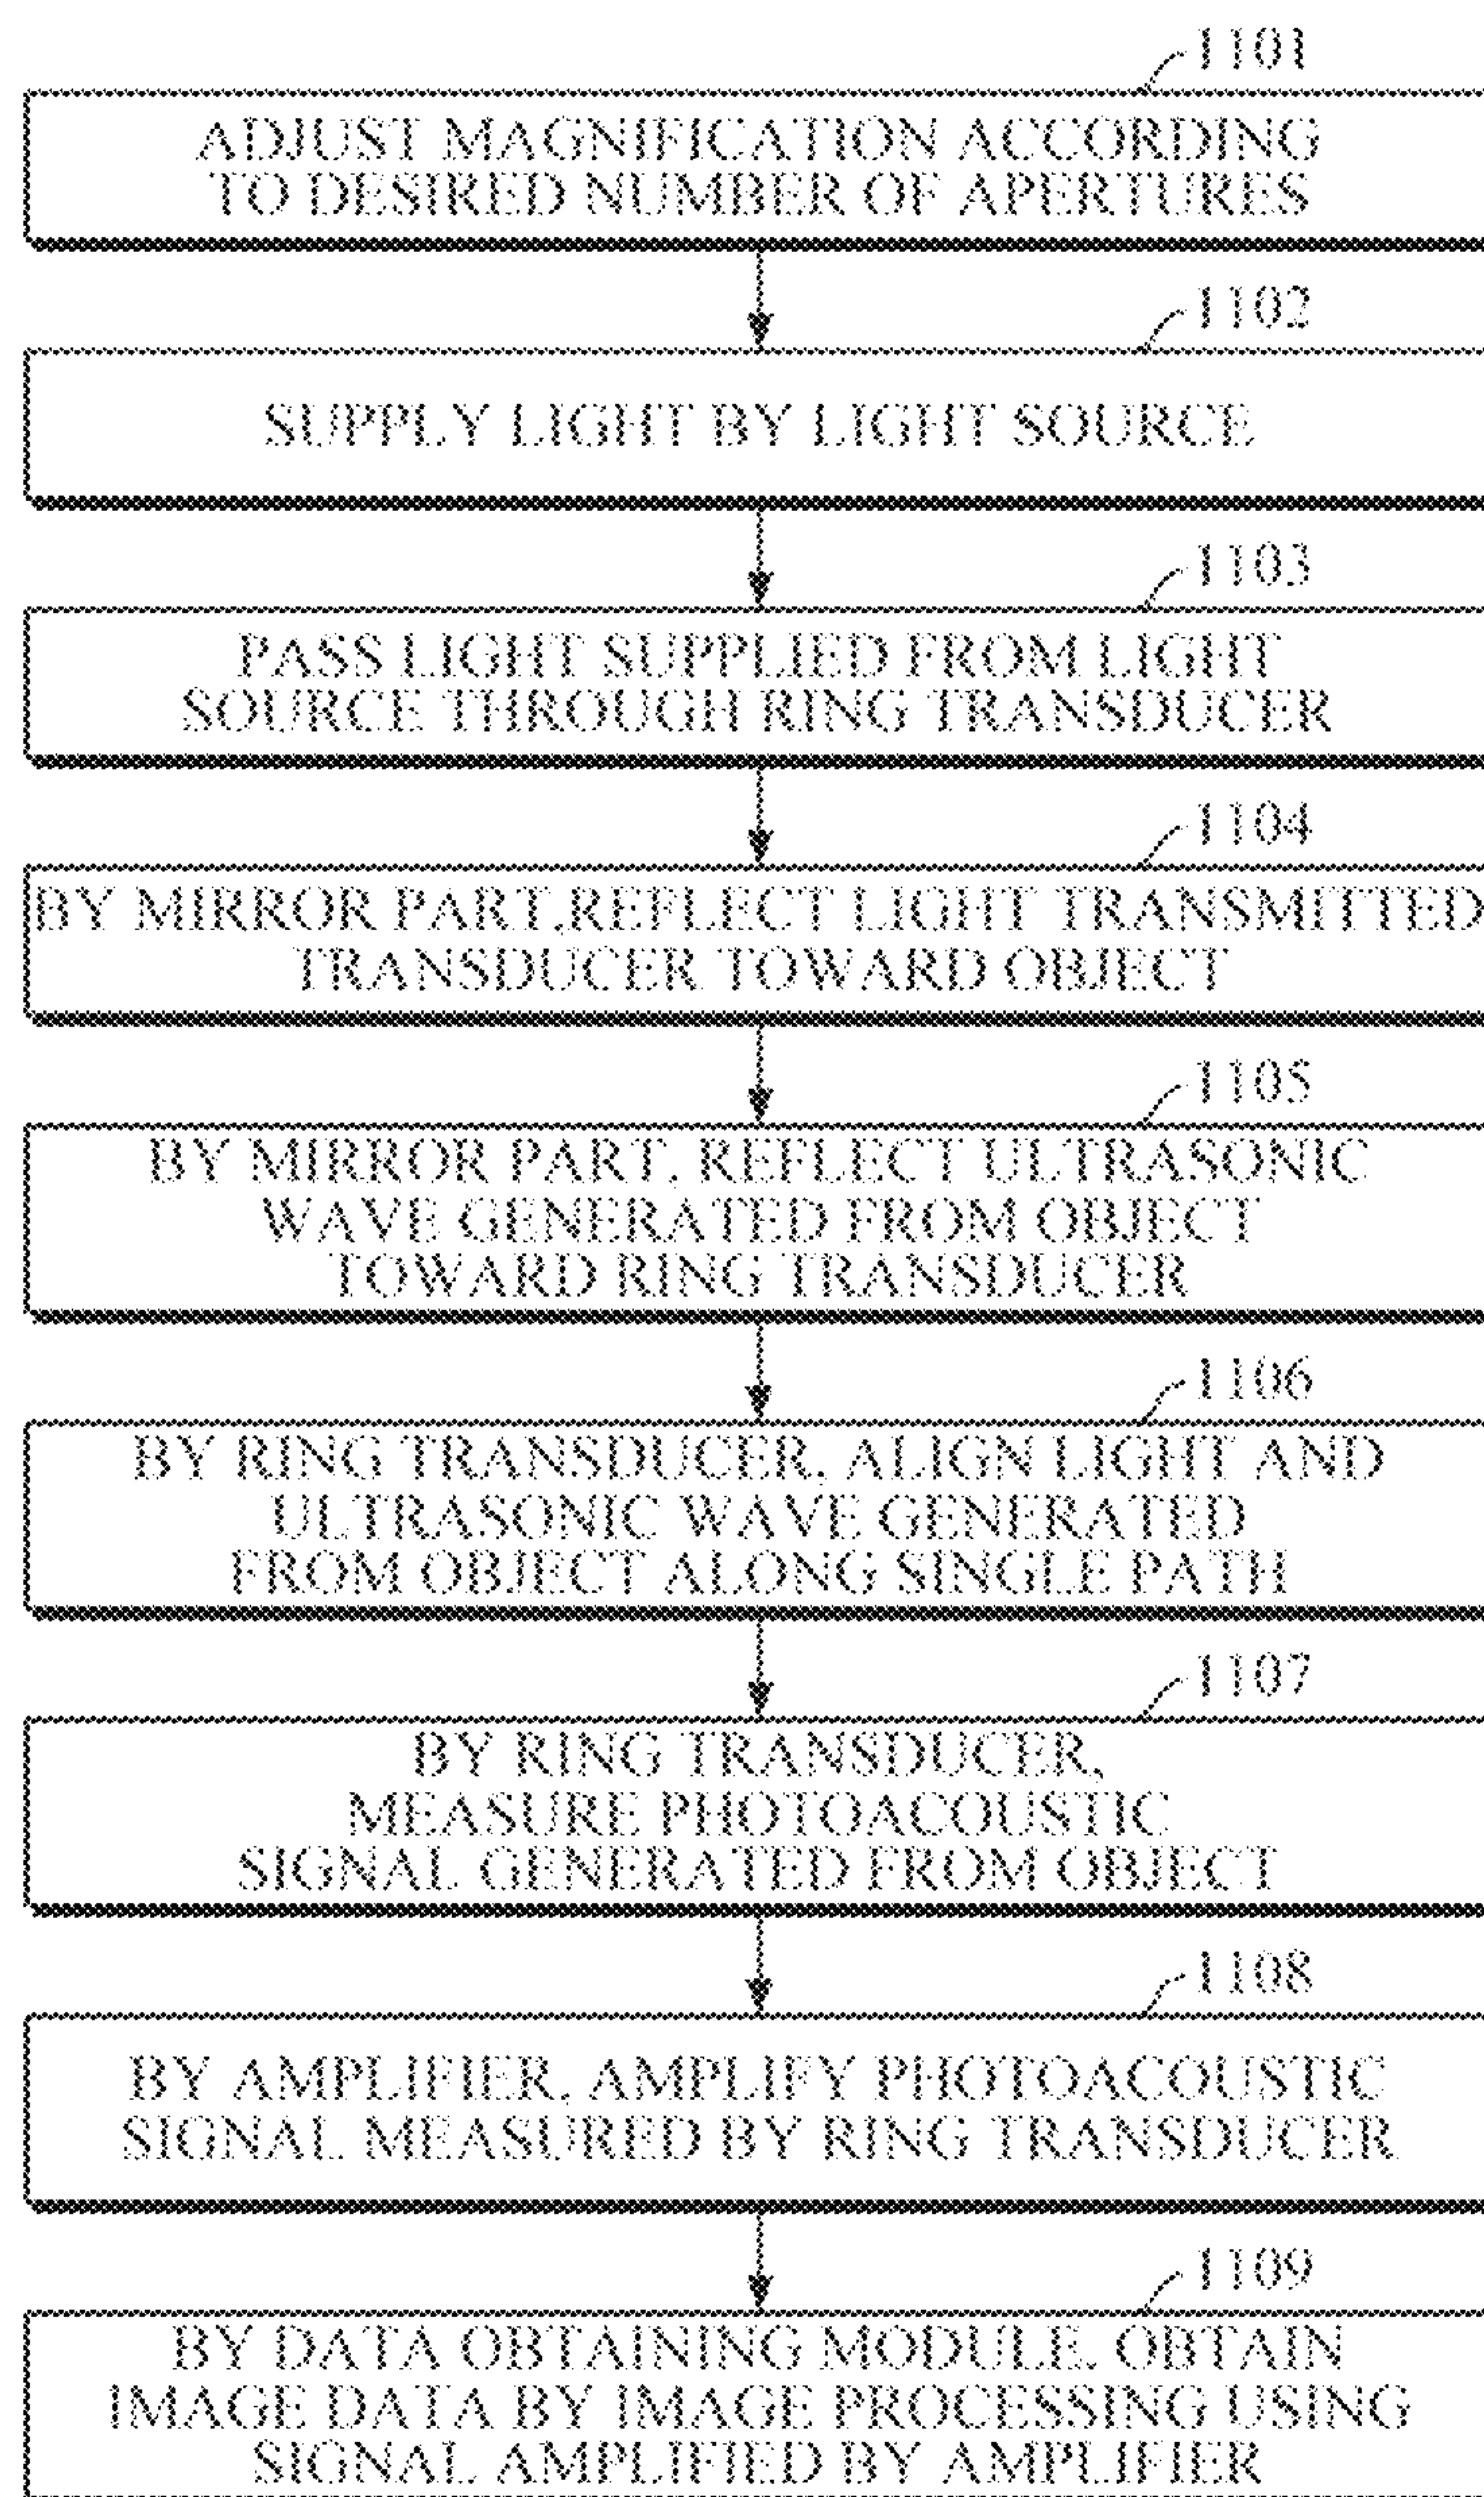 1101
ADJUST MAGNIFICATION ACCORDING
TO DESIRED NUMBER OF APERTURES
1102
SUPPLY LIGHT BY LIGHT SOURCE
1103
PASS LIGHT SUPPLIED FROM LIGHT
SOURCE THROUGH RING TRANSDUCER
1104
BY MIRROR PART,REFLECT LIGHT TRANSMITTED
TRANSDUCER TOWARD OBJECT
1105
BY MIRROR PART, REFLECT ULTRASONIC
WAVE GENERATED FROM OBJECT
TOWARD RING TRANSDUCER
1106
BY RING TRANSDUCER, ALIGN LIGHT AND
ULTRASONIC WAVE GENERATED
FROM OBJECT ALONG SINGLE PATH
1107
BY RING TRANSDUCER,
MEASURE PHOTOACOUSTIC
SIGNAL GENERATED FROM OBJECT
1108
BY AMPLIFIER, AMPLIFY PHOTOACOUSTIC
SIGNAL MEASURED BY RING TRANSDUCER
1109
BY DATA OBTAINING MODULE, OBTAIN
IMAGE DATA BY IMAGE PROCESSING USING
SIGNAL AMPLIFIED BY AMPLIFIER